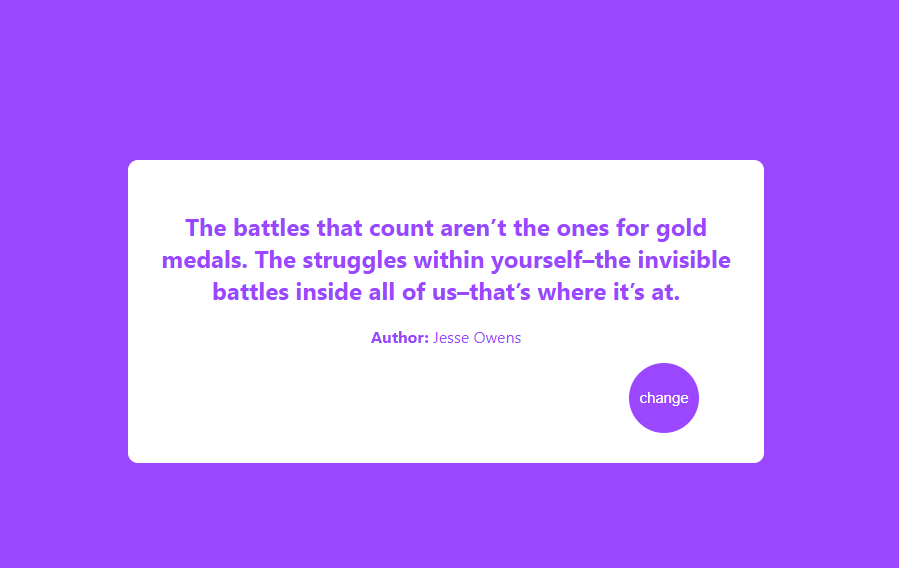 The battles that count aren’t the ones for gold
medals. The struggles within yourself–the invisible
battles inside all of us–that’s where it’s at.
Author: Jesse Owens
change